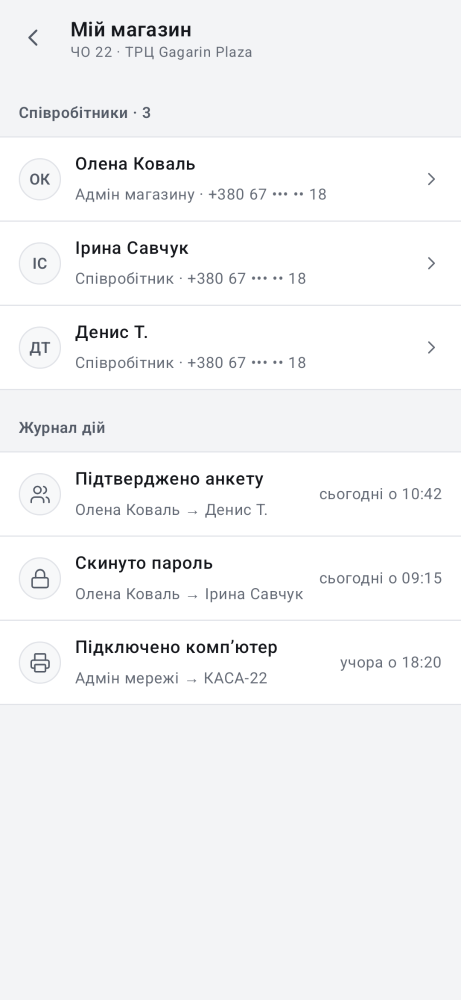 Мій магазин
ЧО 22 · ТРЦ Gagarin Plaza
Співробітники · 3
ОК
Олена Коваль
Адмін магазину · +380 67 ••• •• 18
ІС
Ірина Савчук
Співробітник · +380 67 ••• •• 18
ДТ
Денис Т.
Співробітник · +380 67 ••• •• 18
Журнал дій
Підтверджено анкету
Олена Коваль → Денис Т.
сьогодні о 10:42
Скинуто пароль
Олена Коваль → Ірина Савчук
сьогодні о 09:15
Підключено комп’ютер
Адмін мережі → КАСА-22
учора о 18:20